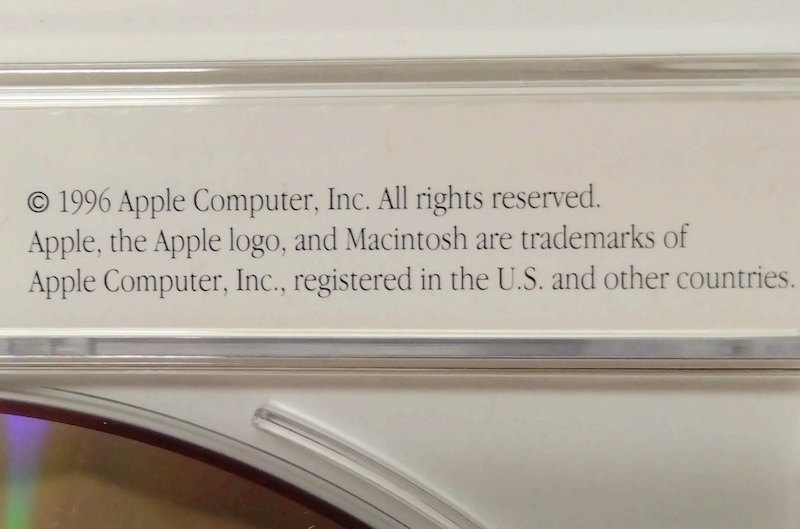 © 1996 Apple Computer, Inc. All rights reserved.
Apple, the Apple logo, and Macintosh are trademarks of
Apple Computer, Inc., registered in the U.S. and other countries.